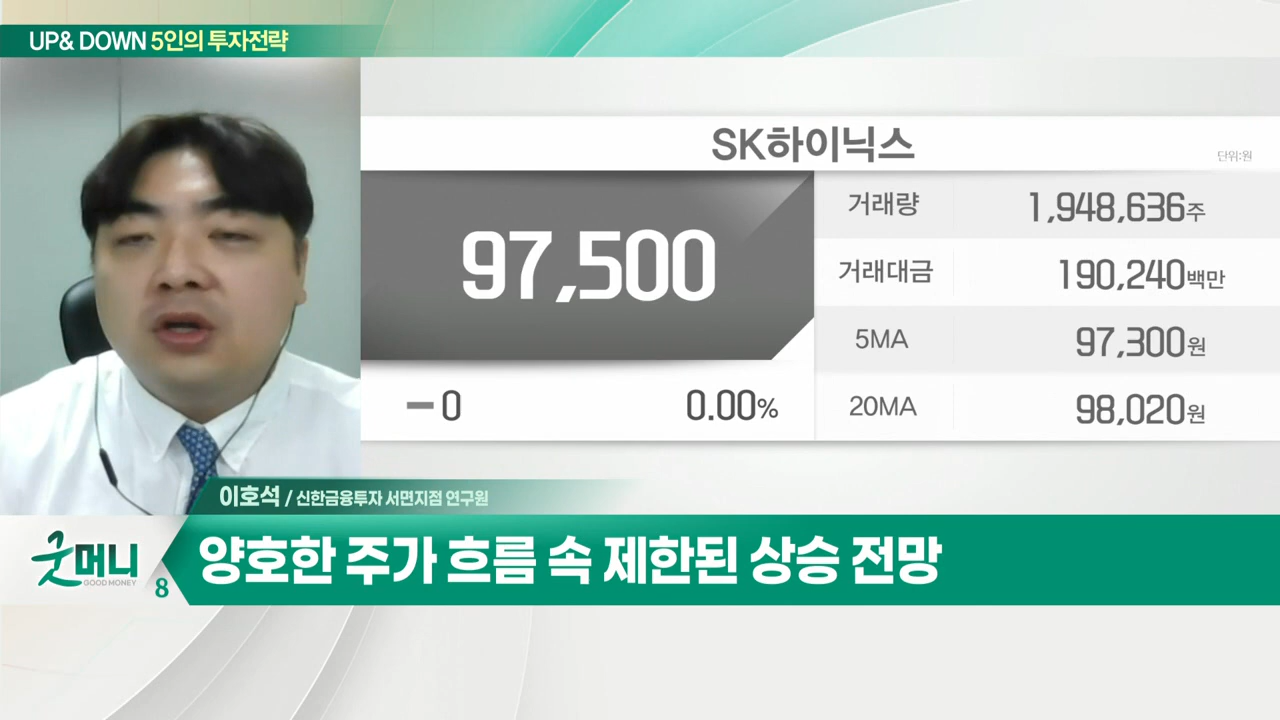 UP& DOWN 5인의 투자전략
SK하이닉스
단위:원
97,500
0 0.00%
거래량 1,948,636주
거래대금 190,240백만
5MA 97,300원
20MA 98,020원
이호석 / 신한금융투자 서면지점 연구원
굿머니
GOOD MONEY
8
양호한 주가 흐름 속 제한된 상승 전망